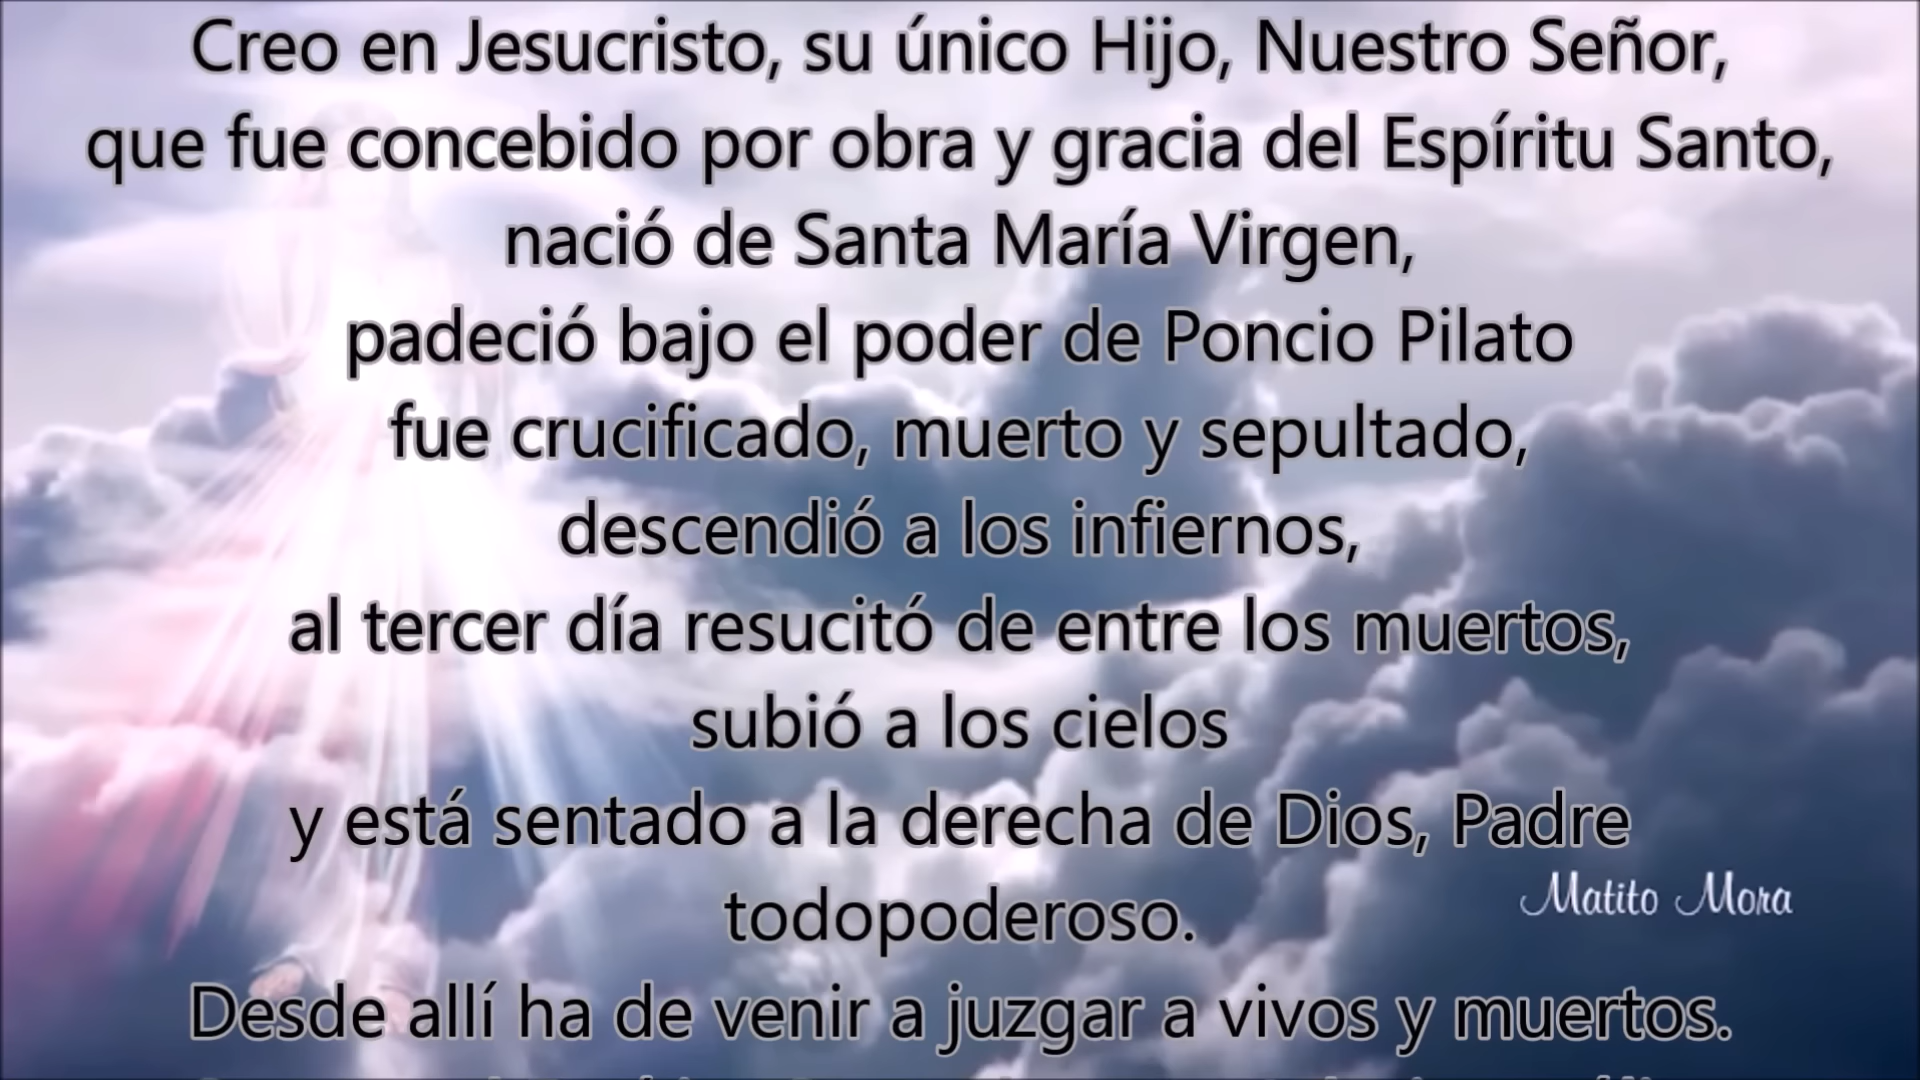 Creo en Jesucristo, su único Hijo, Nuestro Señor,
que fue concebido por obra y gracia del Espíritu Santo,
nació de Santa María Virgen,
padeció bajo el poder de Poncio Pilato
fue crucificado, muerto y sepultado,
descendió a los infiernos,
al tercer día resucitó de entre los muertos,
subió a los cielos
y está sentado a la derecha de Dios, Padre
todopoderoso.
Matito Mora
Desde allí ha de venir a juzgar a vivos y muertos.